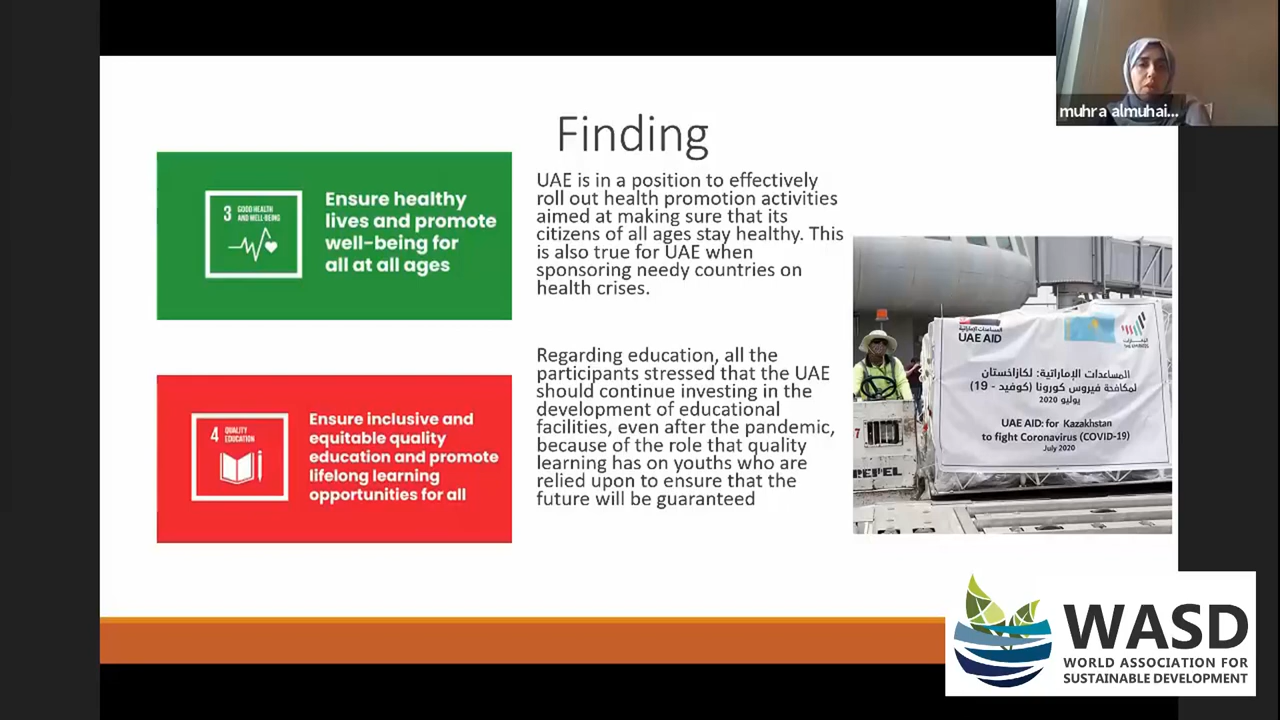 Finding
3 GOOD HEALTH
AND WELL-BEING
Ensure healthy
lives and promote
well-being for
all at all ages
UAE is in a position to effectively
roll out health promotion activities
aimed at making sure that its
citizens of all ages stay healthy. This
is also true for UAE when
sponsoring needy countries on
health crises.
4 QUALITY
EDUCATION
Ensure inclusive and
equitable quality
education and promote
lifelong learning
opportunities for all
Regarding education, all the
participants stressed that the UAE
should continue investing in the
development of educational
facilities, even after the pandemic,
because of the role that quality
learning has on youths who are
relied upon to ensure that the
future will be guaranteed
المساعدات الإماراتية
UAE AID
المساعدات الإماراتية: لكازاخستان
لمكافحة فيروس كورونا (كوفيد - 19)
يوليو 2020
UAE AID: for Kazakhstan
to fight Coronavirus (COVID-19)
July 2020
7
muhra almuhai...
WASD
WORLD ASSOCIATION FOR
SUSTAINABLE DEVELOPMENT